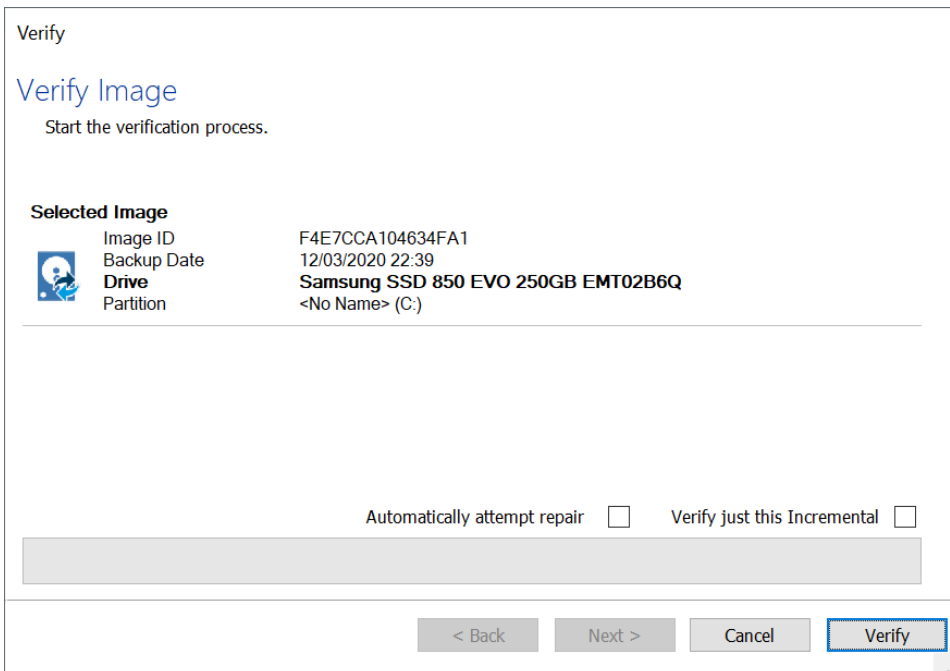 Verify
Verify Image
Start the verification process.
Selected Image
Image ID F4E7CCA104634FA1
Backup Date 12/03/2020 22:39
Drive Samsung SSD 850 EVO 250GB EMT02B6Q
Partition <No Name> (C:)
Automatically attempt repair Verify just this Incremental
< Back Next > Cancel Verify